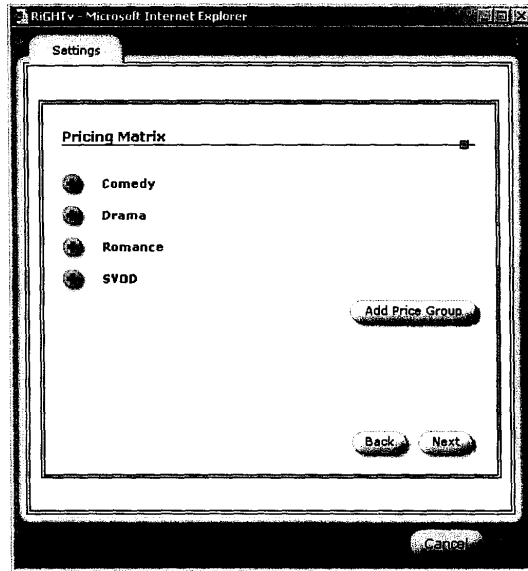 RiGHTv - Microsoft Internet Explorer
Settings
Pricing Matrix
Comedy
Drama
Romance
SVOD
Add Price Group
Back Next
Cancel